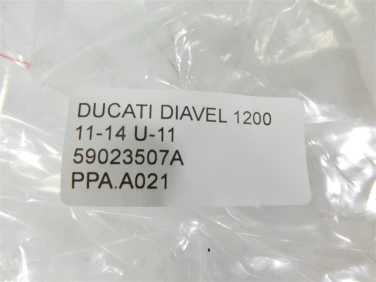 DUCATI DIAVEL 1200
11-14 U-11
59023507A
PPA.A021